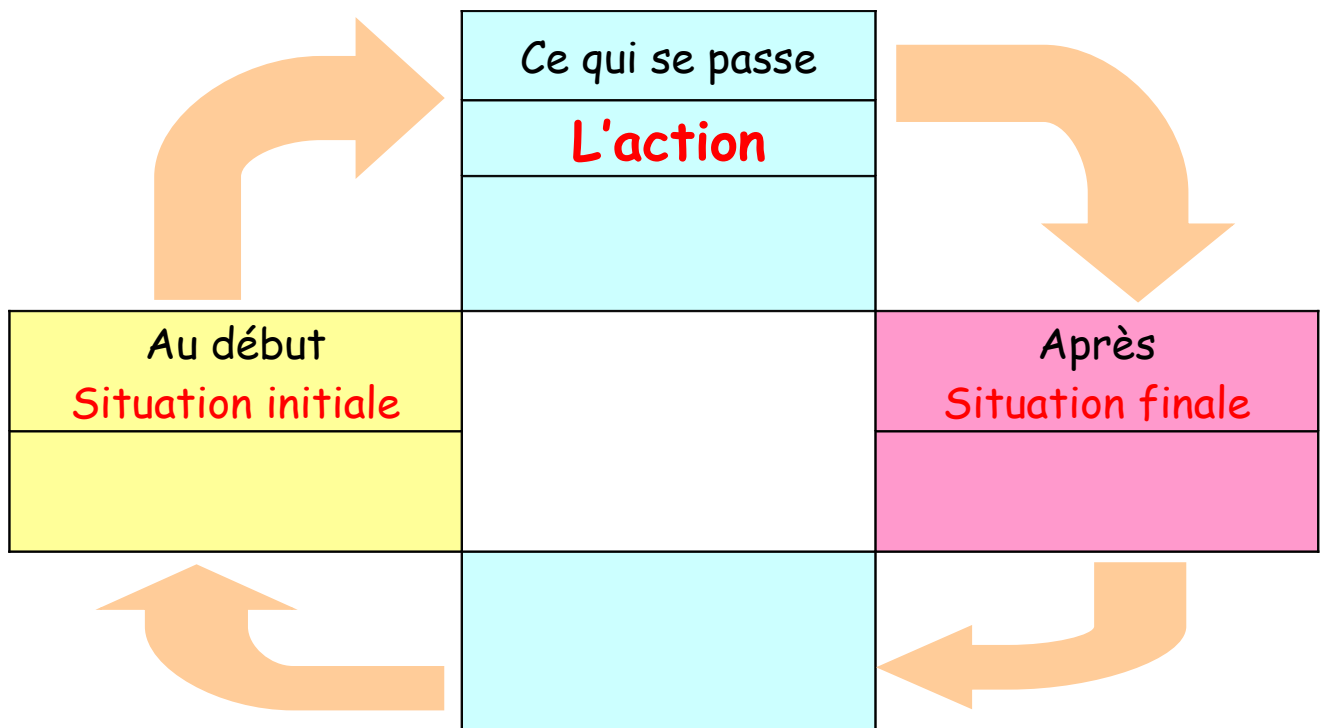 Ce qui se passe
L'action
Au début
Situation initiale
Après
Situation finale